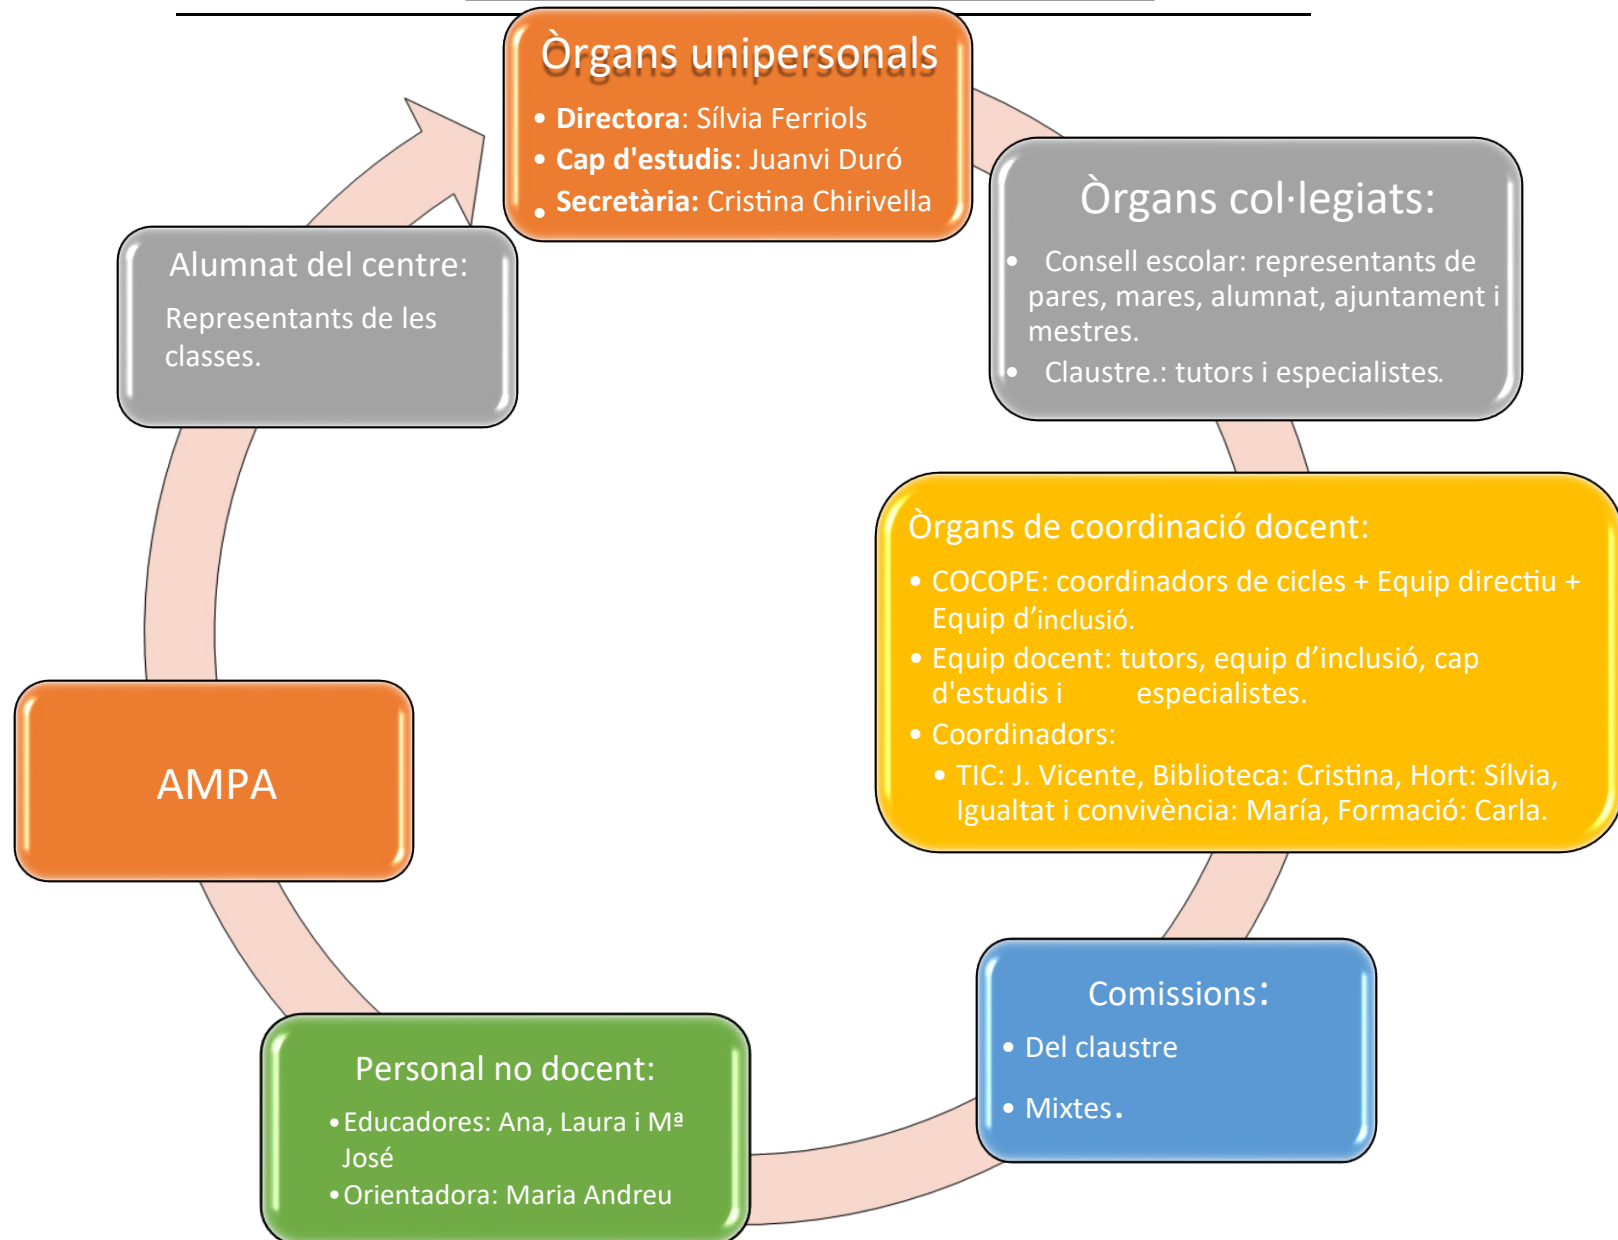 Òrgans unipersonals
• Directora: Sílvia Ferriols
• Cap d'estudis: Juanvi Duró
• Secretària: Cristina Chirivella
Òrgans col·legiats:
• Consell escolar: representants de
pares, mares, alumnat, ajuntament i
mestres.
• Claustre.: tutors i especialistes.
Òrgans de coordinació docent:
• COCOPE: coordinadors de cicles + Equip directiu +
Equip d’inclusió.
• Equip docent: tutors, equip d’inclusió, cap
d'estudis i especialistes.
• Coordinadors:
• TIC: J. Vicente, Biblioteca: Cristina, Hort: Sílvia,
Igualtat i convivència: María, Formació: Carla.
Comissions:
• Del claustre
• Mixtes.
Personal no docent:
• Educadores: Ana, Laura i Mª
José
• Orientadora: Maria Andreu
AMPA
Alumnat del centre:
Representants de les
classes.